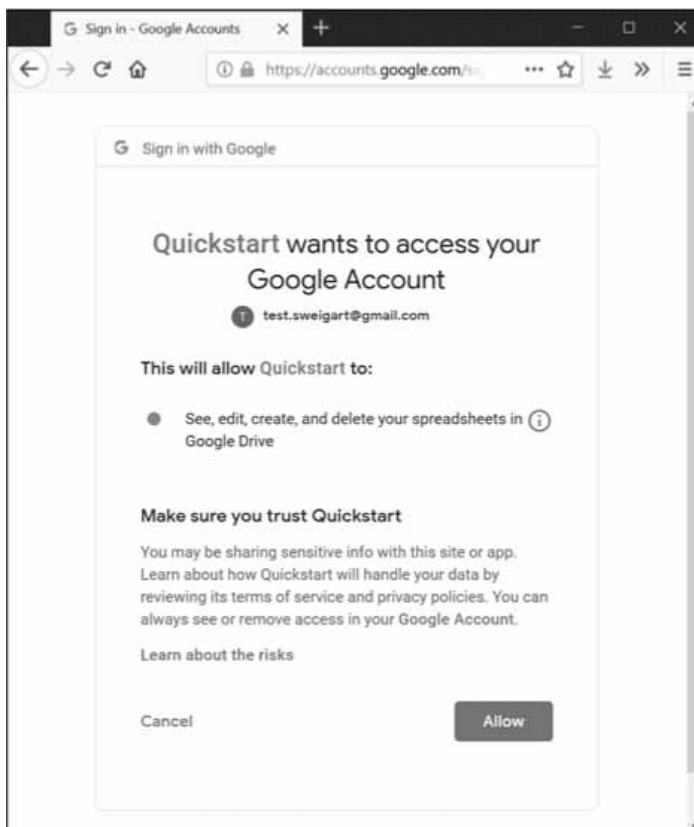 G Sign in - Google Accounts
https://accounts.google.com/si
G Sign in with Google
Quickstart wants to access your
Google Account
T test.sweigart@gmail.com
This will allow Quickstart to:
See, edit, create, and delete your spreadsheets in
Google Drive
Make sure you trust Quickstart
You may be sharing sensitive info with this site or app.
Learn about how Quickstart will handle your data by
reviewing its terms of service and privacy policies. You can
always see or remove access in your Google Account.
Learn about the risks
Cancel Allow